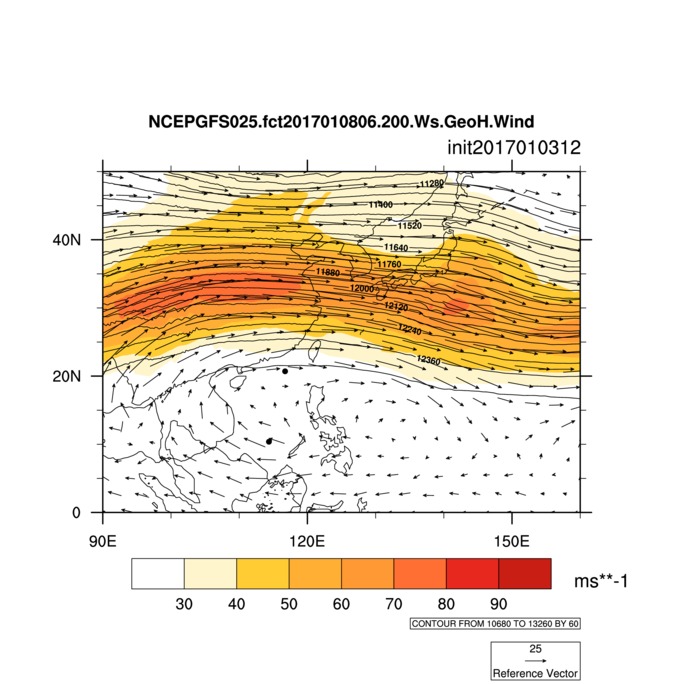 NCEPGFS025.fct2017010806.200.Ws.GeoH.Wind
init2017010312
11280
11400
11520
40N
11640
11760
11880
12000
12120
12240
12360
20N
0
90E 120E 150E
ms**-1
30 40 50 60 70 80 90
CONTOUR FROM 10680 TO 13260 BY 60
25
Reference Vector